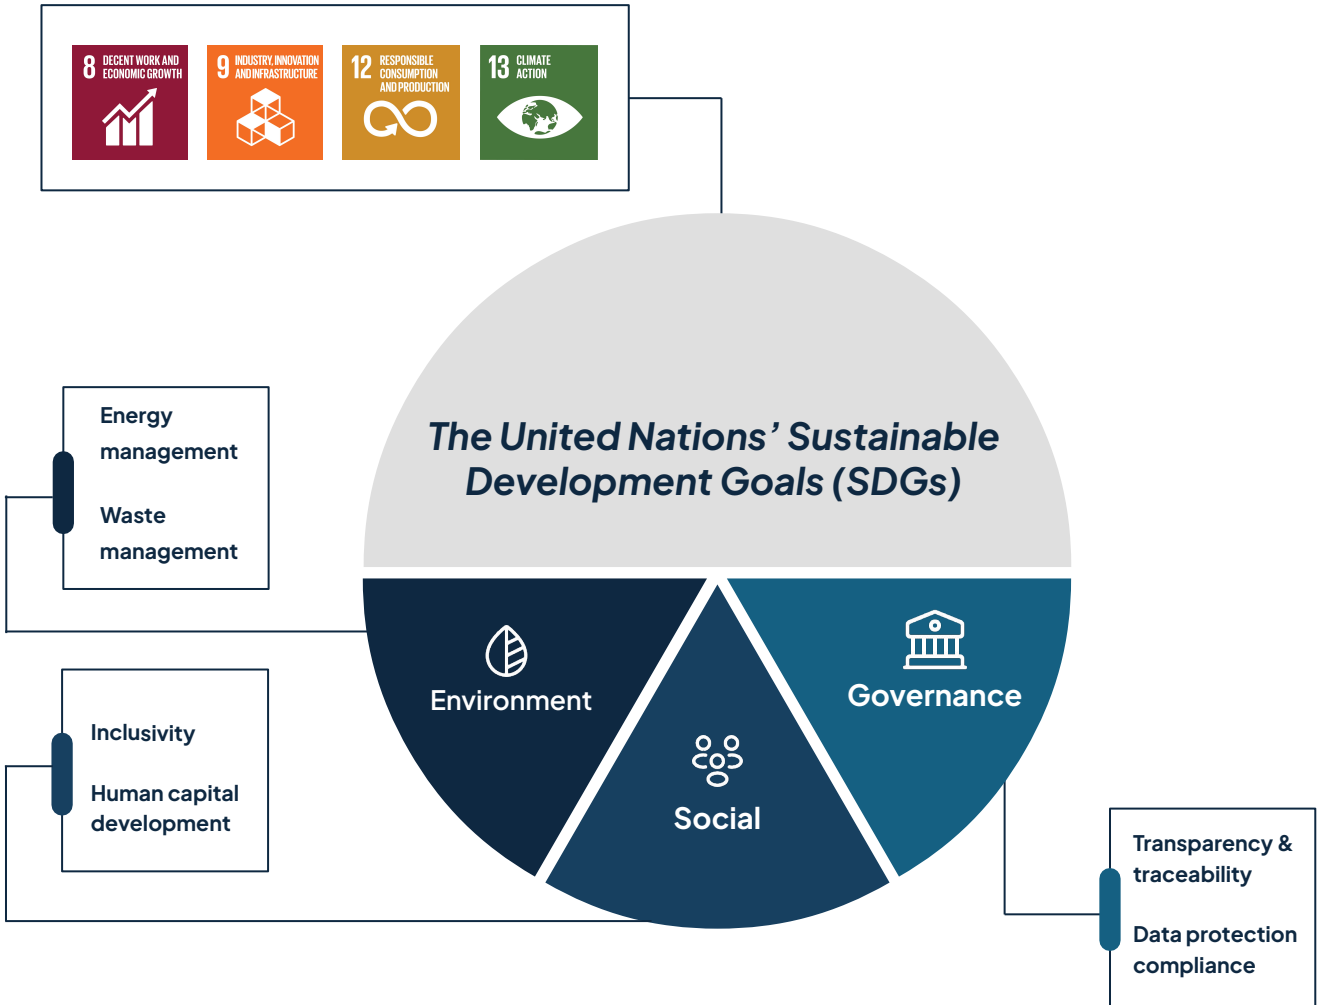 8 DECENT WORK AND
ECONOMIC GROWTH
9 INDUSTRY, INNOVATION
AND INFRASTRUCTURE
12 RESPONSIBLE
CONSUMPTION
AND PRODUCTION
13 CLIMATE
ACTION
The United Nations’ Sustainable
Development Goals (SDGs)
Energy
management
Waste
management
Environment
Governance
Social
Inclusivity
Human capital
development
Transparency &
traceability
Data protection
compliance